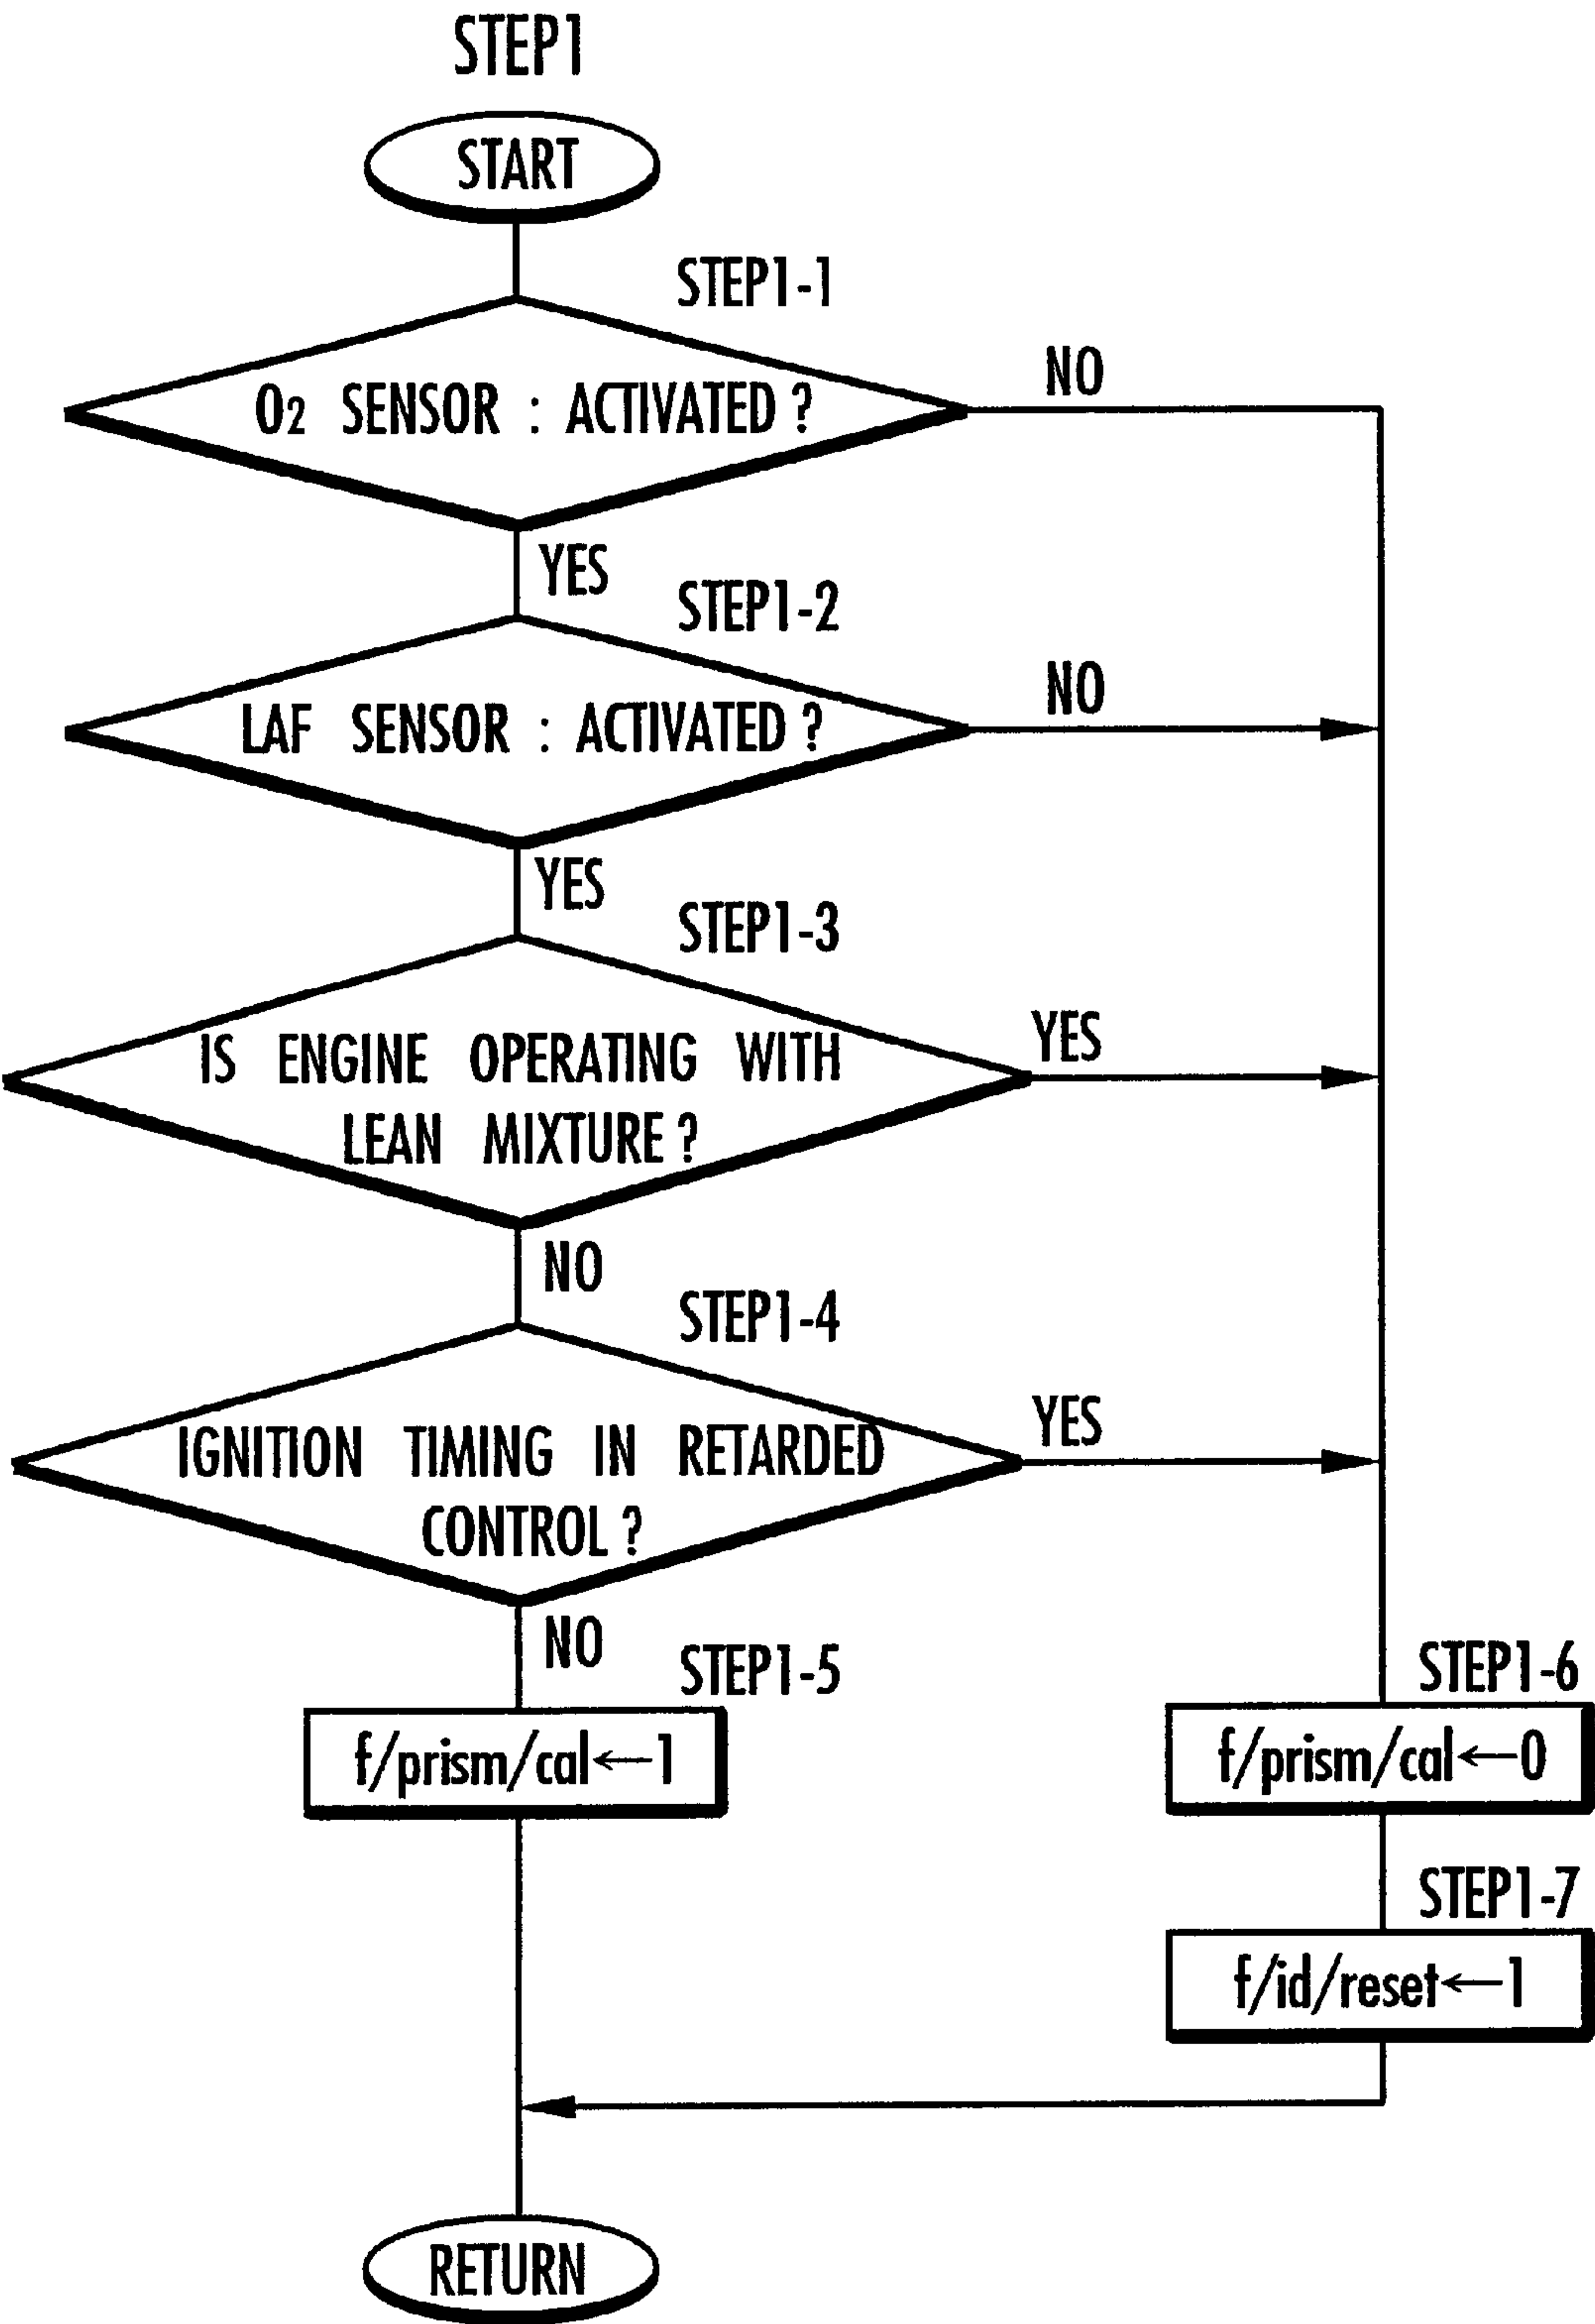 STEP1
START
STEP1-1
O2 SENSOR : ACTIVATED ?
NO
YES
STEP1-2
LAF SENSOR : ACTIVATED ?
NO
YES
STEP1-3
IS ENGINE OPERATING WITH
LEAN MIXTURE ?
YES
NO
STEP1-4
IGNITION TIMING IN RETARDED
CONTROL ?
YES
NO
STEP1-5
f/prism/cal←1
STEP1-6
f/prism/cal←0
STEP1-7
f/id/reset←1
RETURN